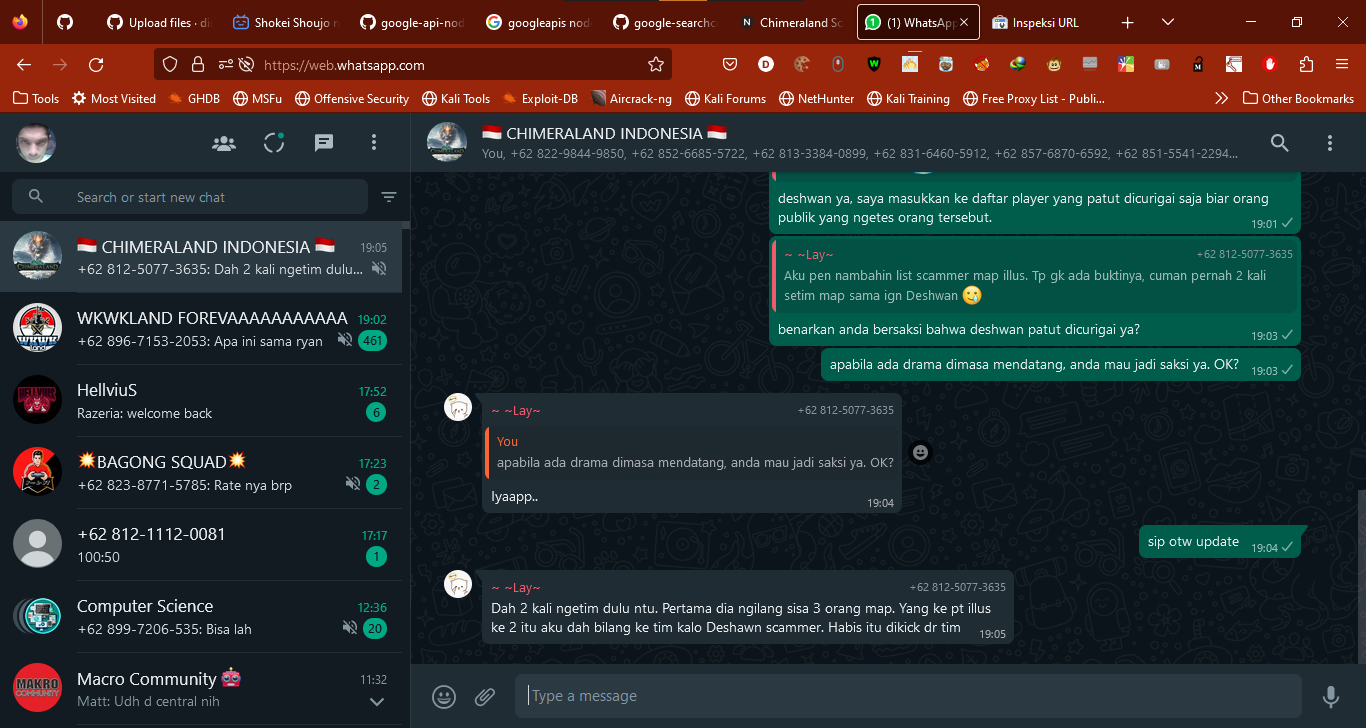 Upload files · di
Shokei Shoujo n
google-api-nod
googleapis nod
google-searchc
Chimeraland Sc
(1) WhatsApp
Inspeksi URL
https://web.whatsapp.com
Tools
Most Visited
GHDB
MSFu
Offensive Security
Kali Tools
Exploit-DB
Aircrack-ng
Kali Forums
NetHunter
Kali Training
Free Proxy List - Publi...
Other Bookmarks
Search or start new chat
CHIMERALAND INDONESIA
19:05
+62 812-5077-3635: Dah 2 kali ngetim dulu...
WKWKLAND FOREVAAAAAAAAAAA
19:02
+62 896-7153-2053: Apa ini sama ryan
461
HellviuS
17:52
Razeria: welcome back
6
BAGONG SQUAD
17:23
+62 823-8771-5785: Rate nya brp
2
+62 812-1112-0081
17:17
100:50
1
Computer Science
12:36
+62 899-7206-535: Bisa lah
20
Macro Community
11:32
Matt: Udh d central nih
CHIMERALAND INDONESIA
You, +62 822-9844-9850, +62 852-6685-5722, +62 813-3384-0899, +62 831-6460-5912, +62 857-6870-6592, +62 851-5541-2294...
deshwan ya, saya masukkan ke daftar player yang patut dicurigai saja biar orang
publik yang ngetes orang tersebut.
19:01
~ ~Lay~
+62 812-5077-3635
Aku pen nambahin list scammer map illus. Tp gk ada buktinya, cuman pernah 2 kali
setim map sama ign Deshwan
benarkan anda bersaksi bahwa deshwan patut dicurigai ya?
19:03
apabila ada drama dimasa mendatang, anda mau jadi saksi ya. OK?
19:03
~ ~Lay~
+62 812-5077-3635
You
apabila ada drama dimasa mendatang, anda mau jadi saksi ya. OK?
Iyaapp..
19:04
sip otw update
19:04
~ ~Lay~
+62 812-5077-3635
Dah 2 kali ngetim dulu ntu. Pertama dia ngilang sisa 3 orang map. Yang ke pt illus
ke 2 itu aku dah bilang ke tim kalo Deshawn scammer. Habis itu dikick dr tim
19:05
Type a message